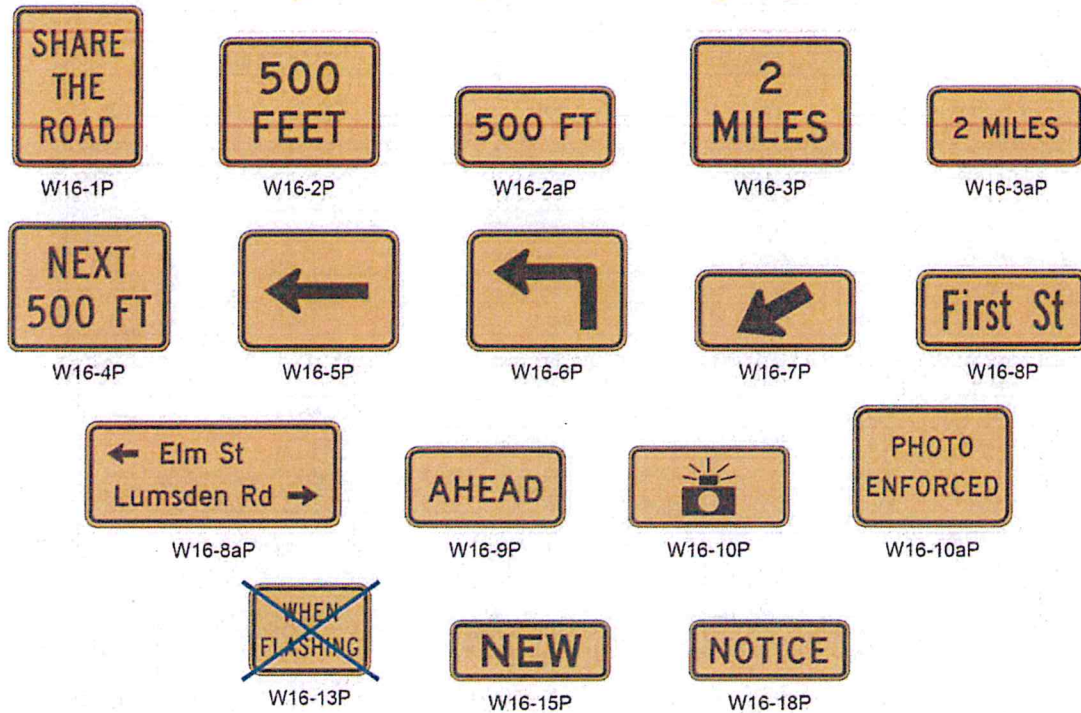 SHARE
THE
ROAD
W16-1P
500
FEET
W16-2P
500 FT
W16-2aP
2
MILES
W16-3P
2 MILES
W16-3aP
NEXT
500 FT
W16-4P
W16-5P
W16-6P
W16-7P
First St
W16-8P
Elm St
Lumsden Rd
W16-8aP
AHEAD
W16-9P
W16-10P
PHOTO
ENFORCED
W16-10aP
WHEN
FLASHING
W16-13P
NEW
W16-15P
NOTICE
W16-18P